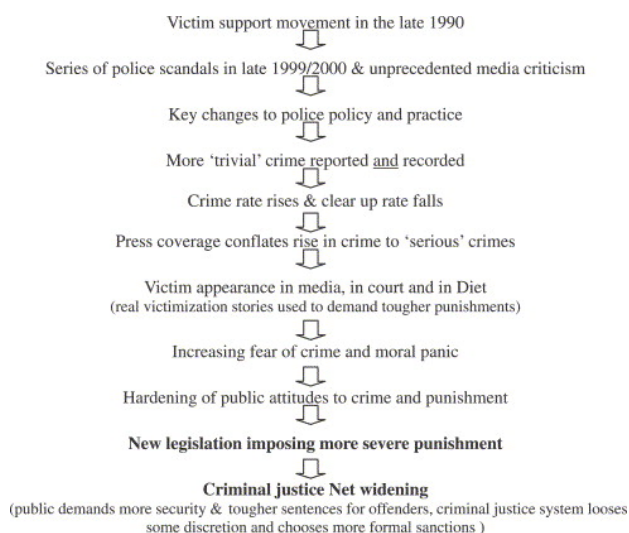 Victim support movement in the late 1990
Series of police scandals in late 1999/2000 & unprecedented media criticism
Key changes to police policy and practice
More ‘trivial’ crime reported and recorded
Crime rate rises & clear up rate falls
Press coverage conflates rise in crime to ‘serious’ crimes
Victim appearance in media, in court and in Diet
(real victimization stories used to demand tougher punishments)
Increasing fear of crime and moral panic
Hardening of public attitudes to crime and punishment
New legislation imposing more severe punishment
Criminal justice Net widening
(public demands more security & tougher sentences for offenders, criminal justice system looses
some discretion and chooses more formal sanctions )